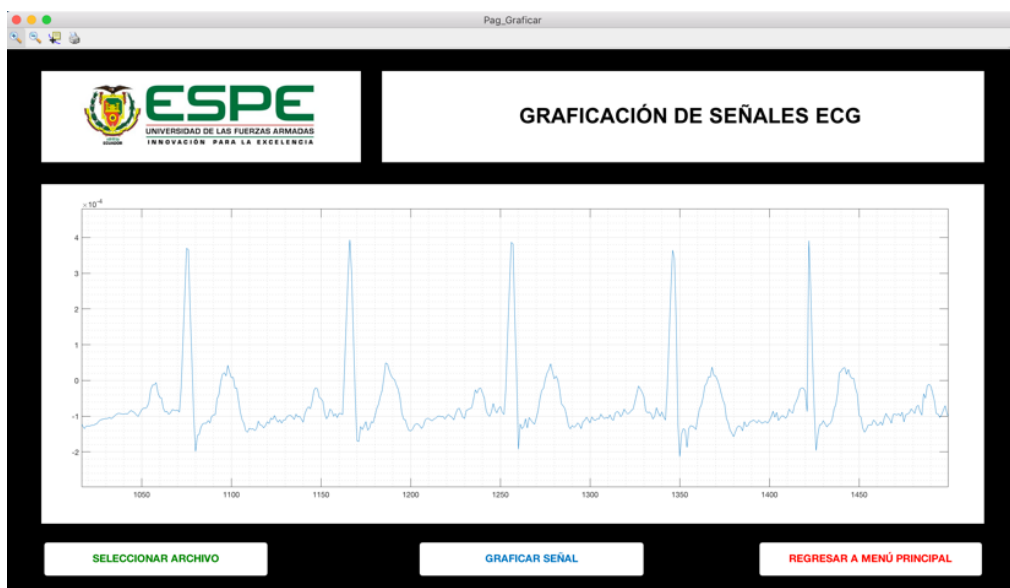 Pag_Graficar
ESPE
UNIVERSIDAD DE LAS FUERZAS ARMADAS
INNOVACIÓN PARA LA EXCELENCIA
ECUADOR
GRAFICACIÓN DE SEÑALES ECG
×10⁻⁴
4
3
2
1
0
-1
-2
1050 1100 1150 1200 1250 1300 1350 1400 1450
SELECCIONAR ARCHIVO
GRAFICAR SEÑAL
REGRESAR A MENÚ PRINCIPAL